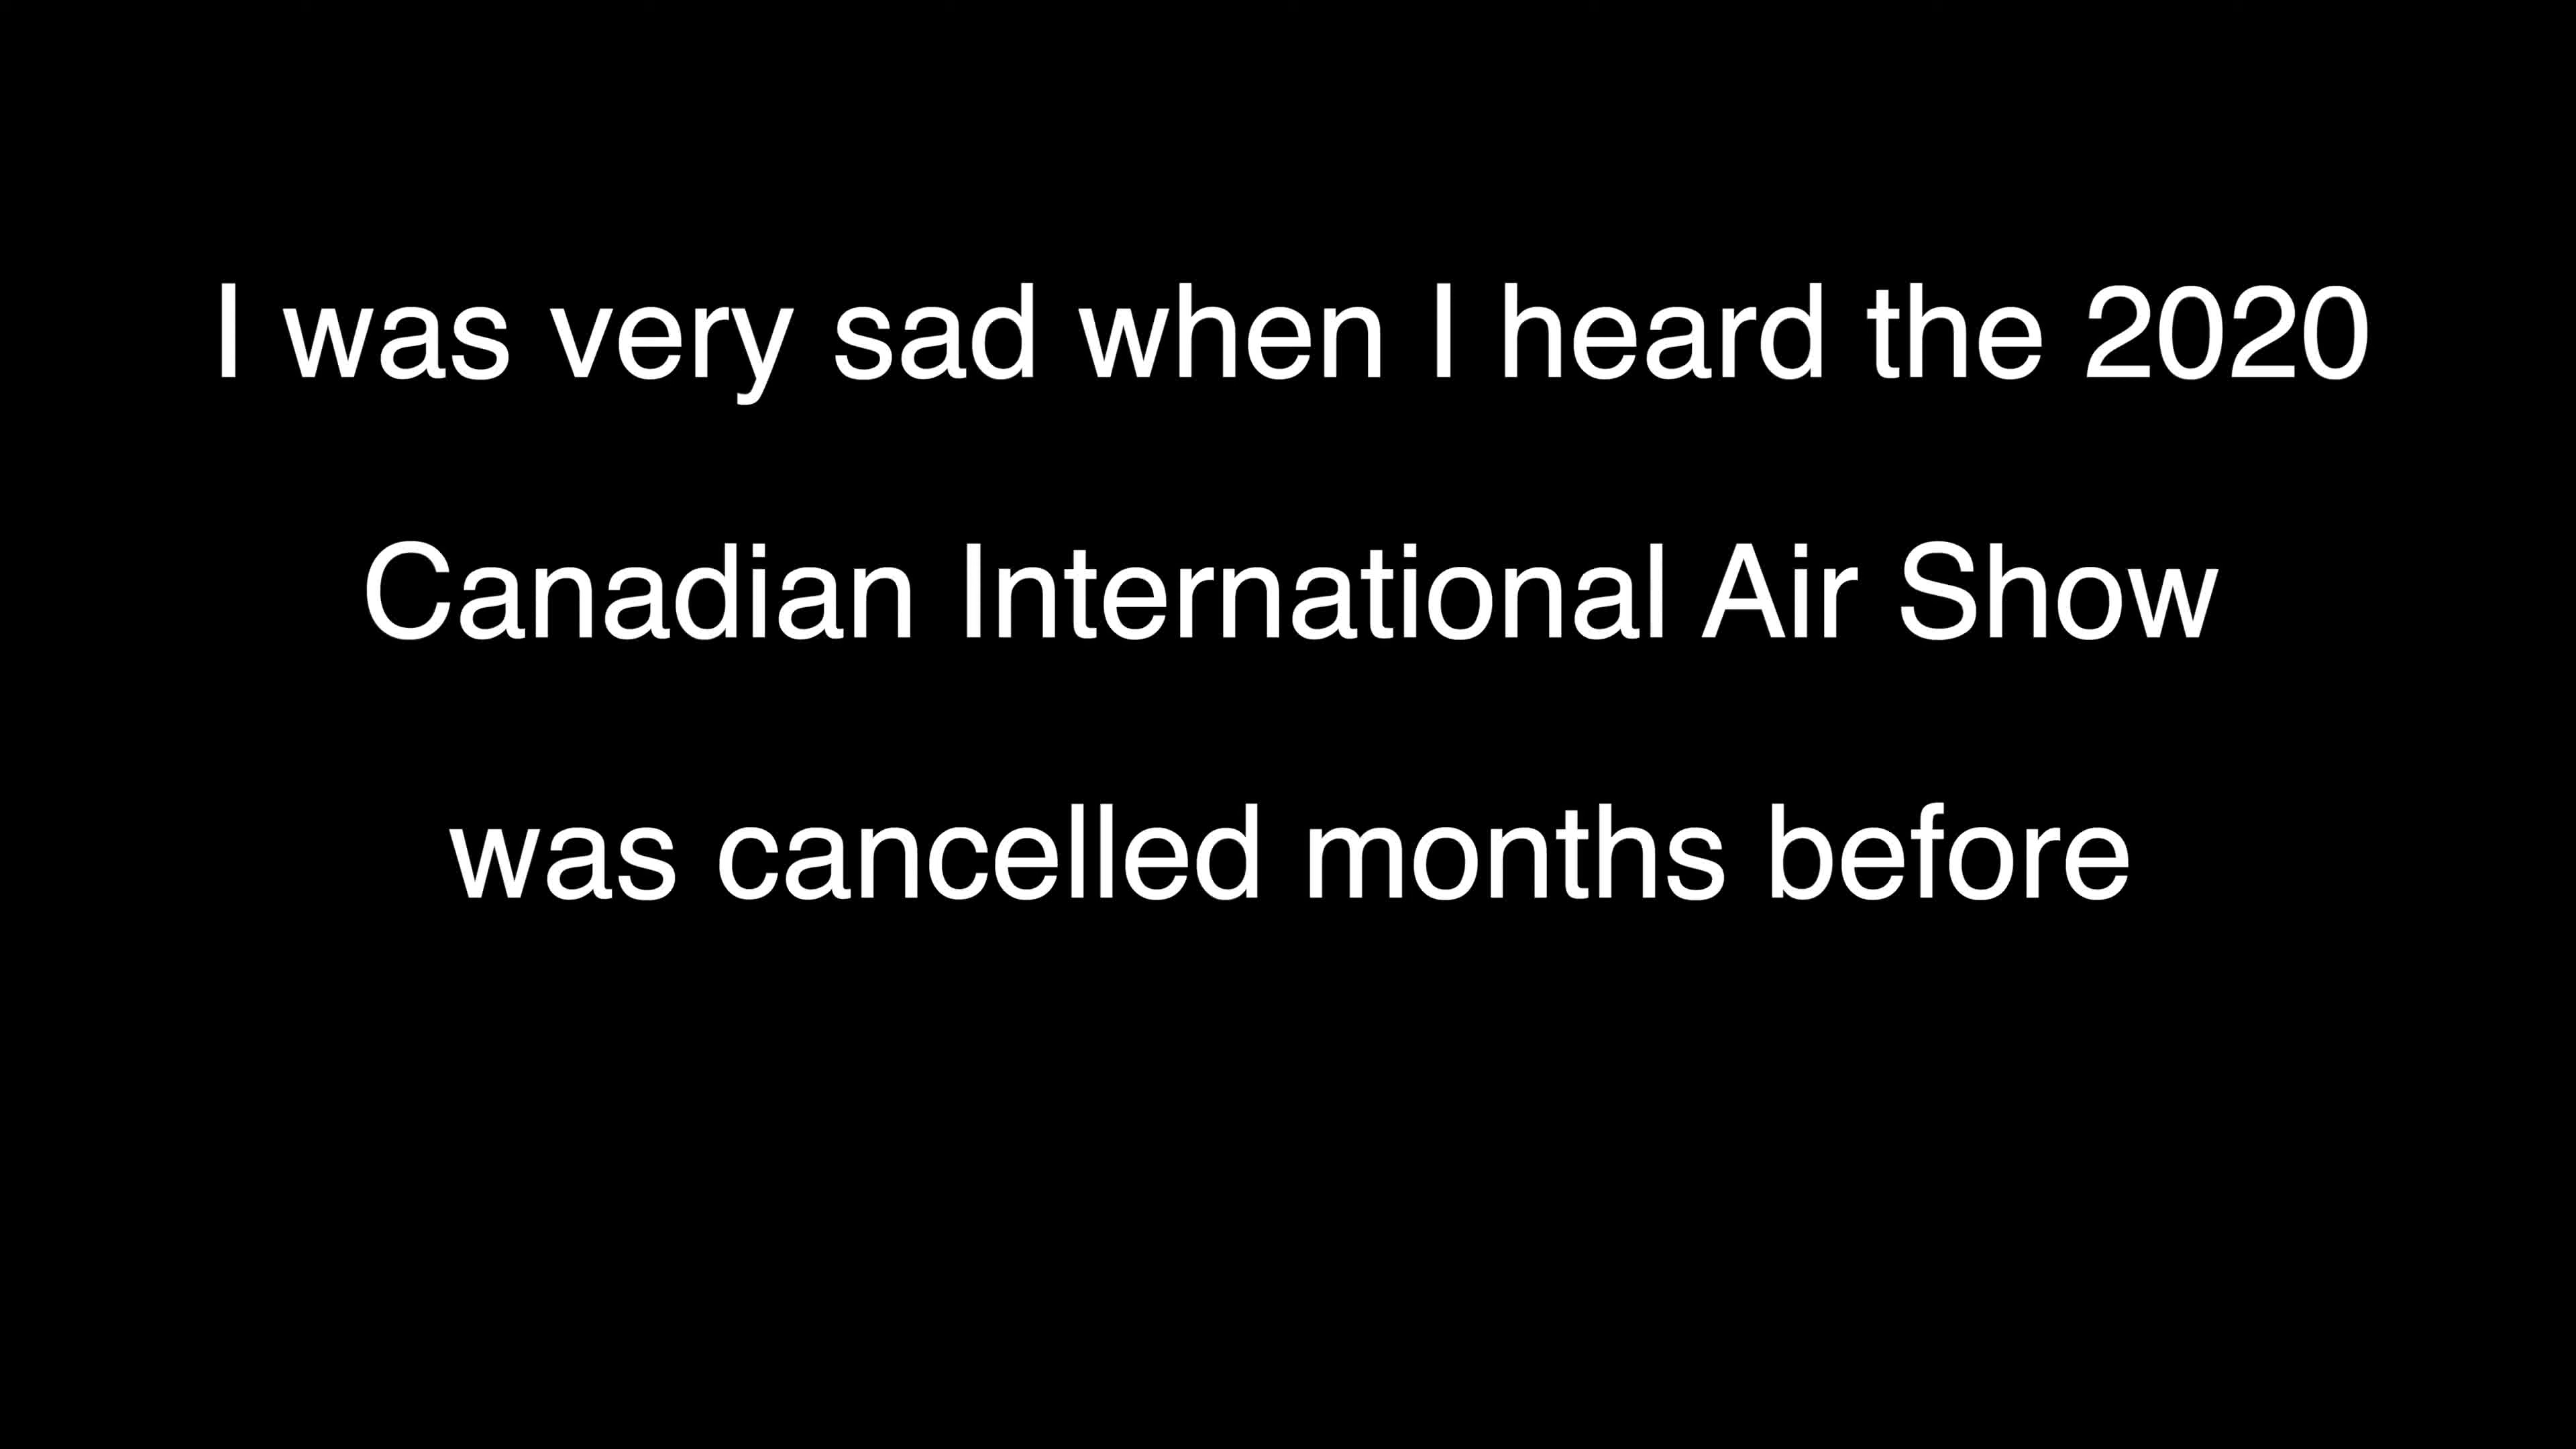 I was very sad when I heard the 2020
Canadian International Air Show
was cancelled months before